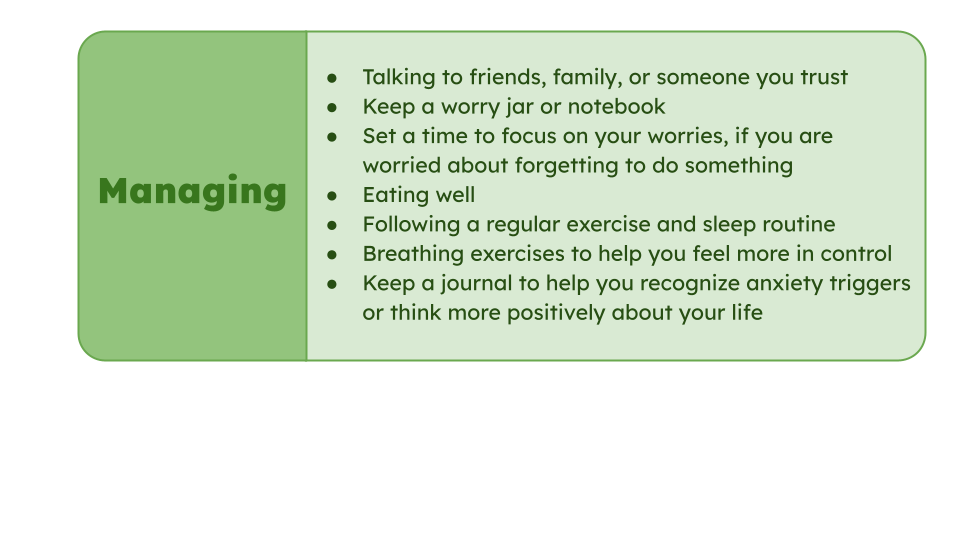 Managing
● Talking to friends, family, or someone you trust
● Keep a worry jar or notebook
● Set a time to focus on your worries, if you are
worried about forgetting to do something
● Eating well
● Following a regular exercise and sleep routine
● Breathing exercises to help you feel more in control
● Keep a journal to help you recognize anxiety triggers
or think more positively about your life